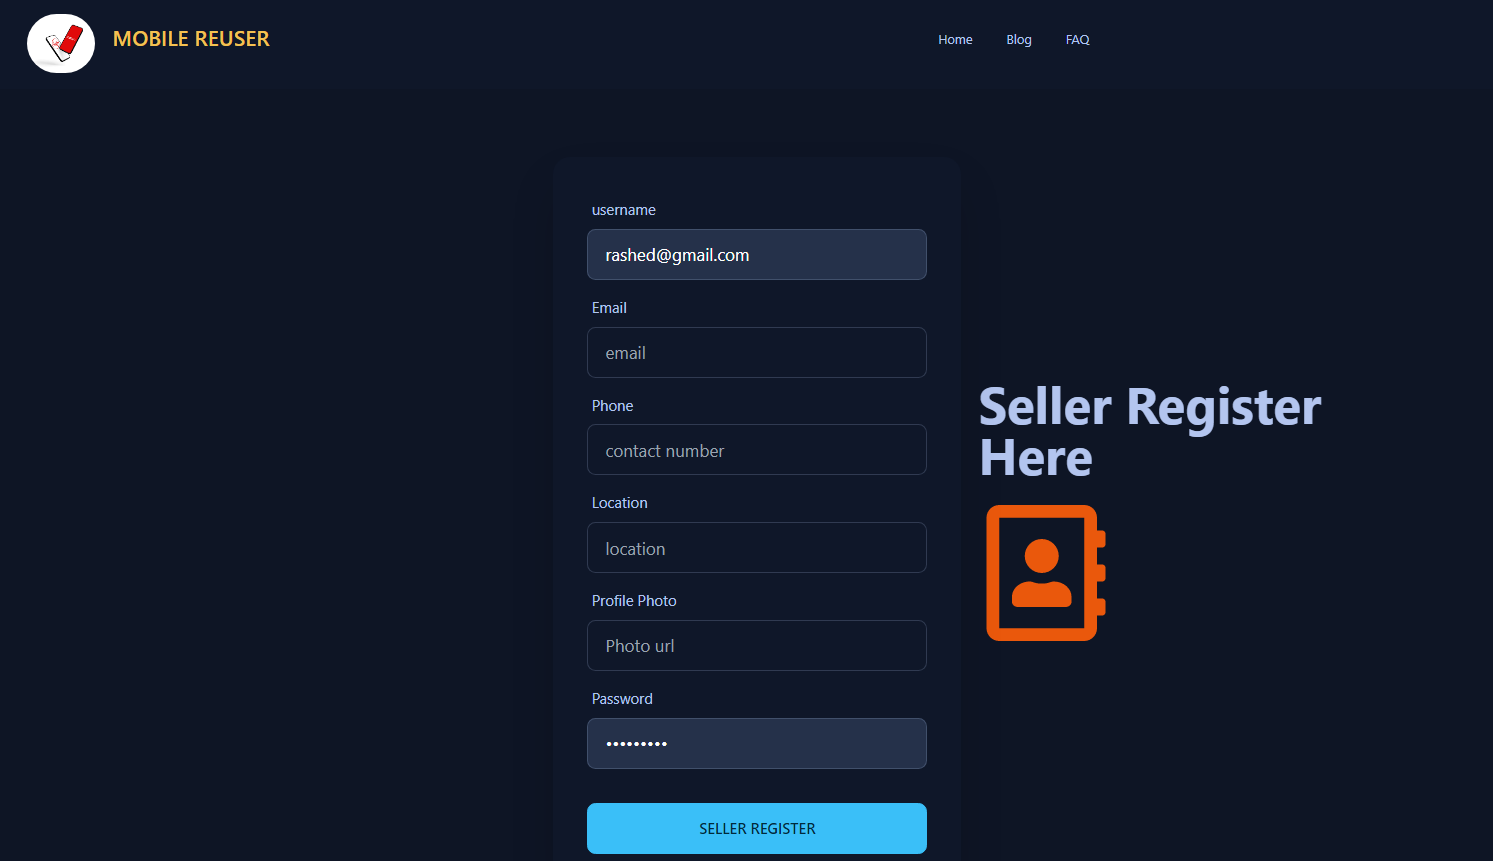 MOBILE REUSER
Home Blog FAQ
username
rashed@gmail.com
Email
email
Phone
contact number
Location
location
Profile Photo
Photo url
Password
•••••••••
SELLER REGISTER
Seller Register
Here